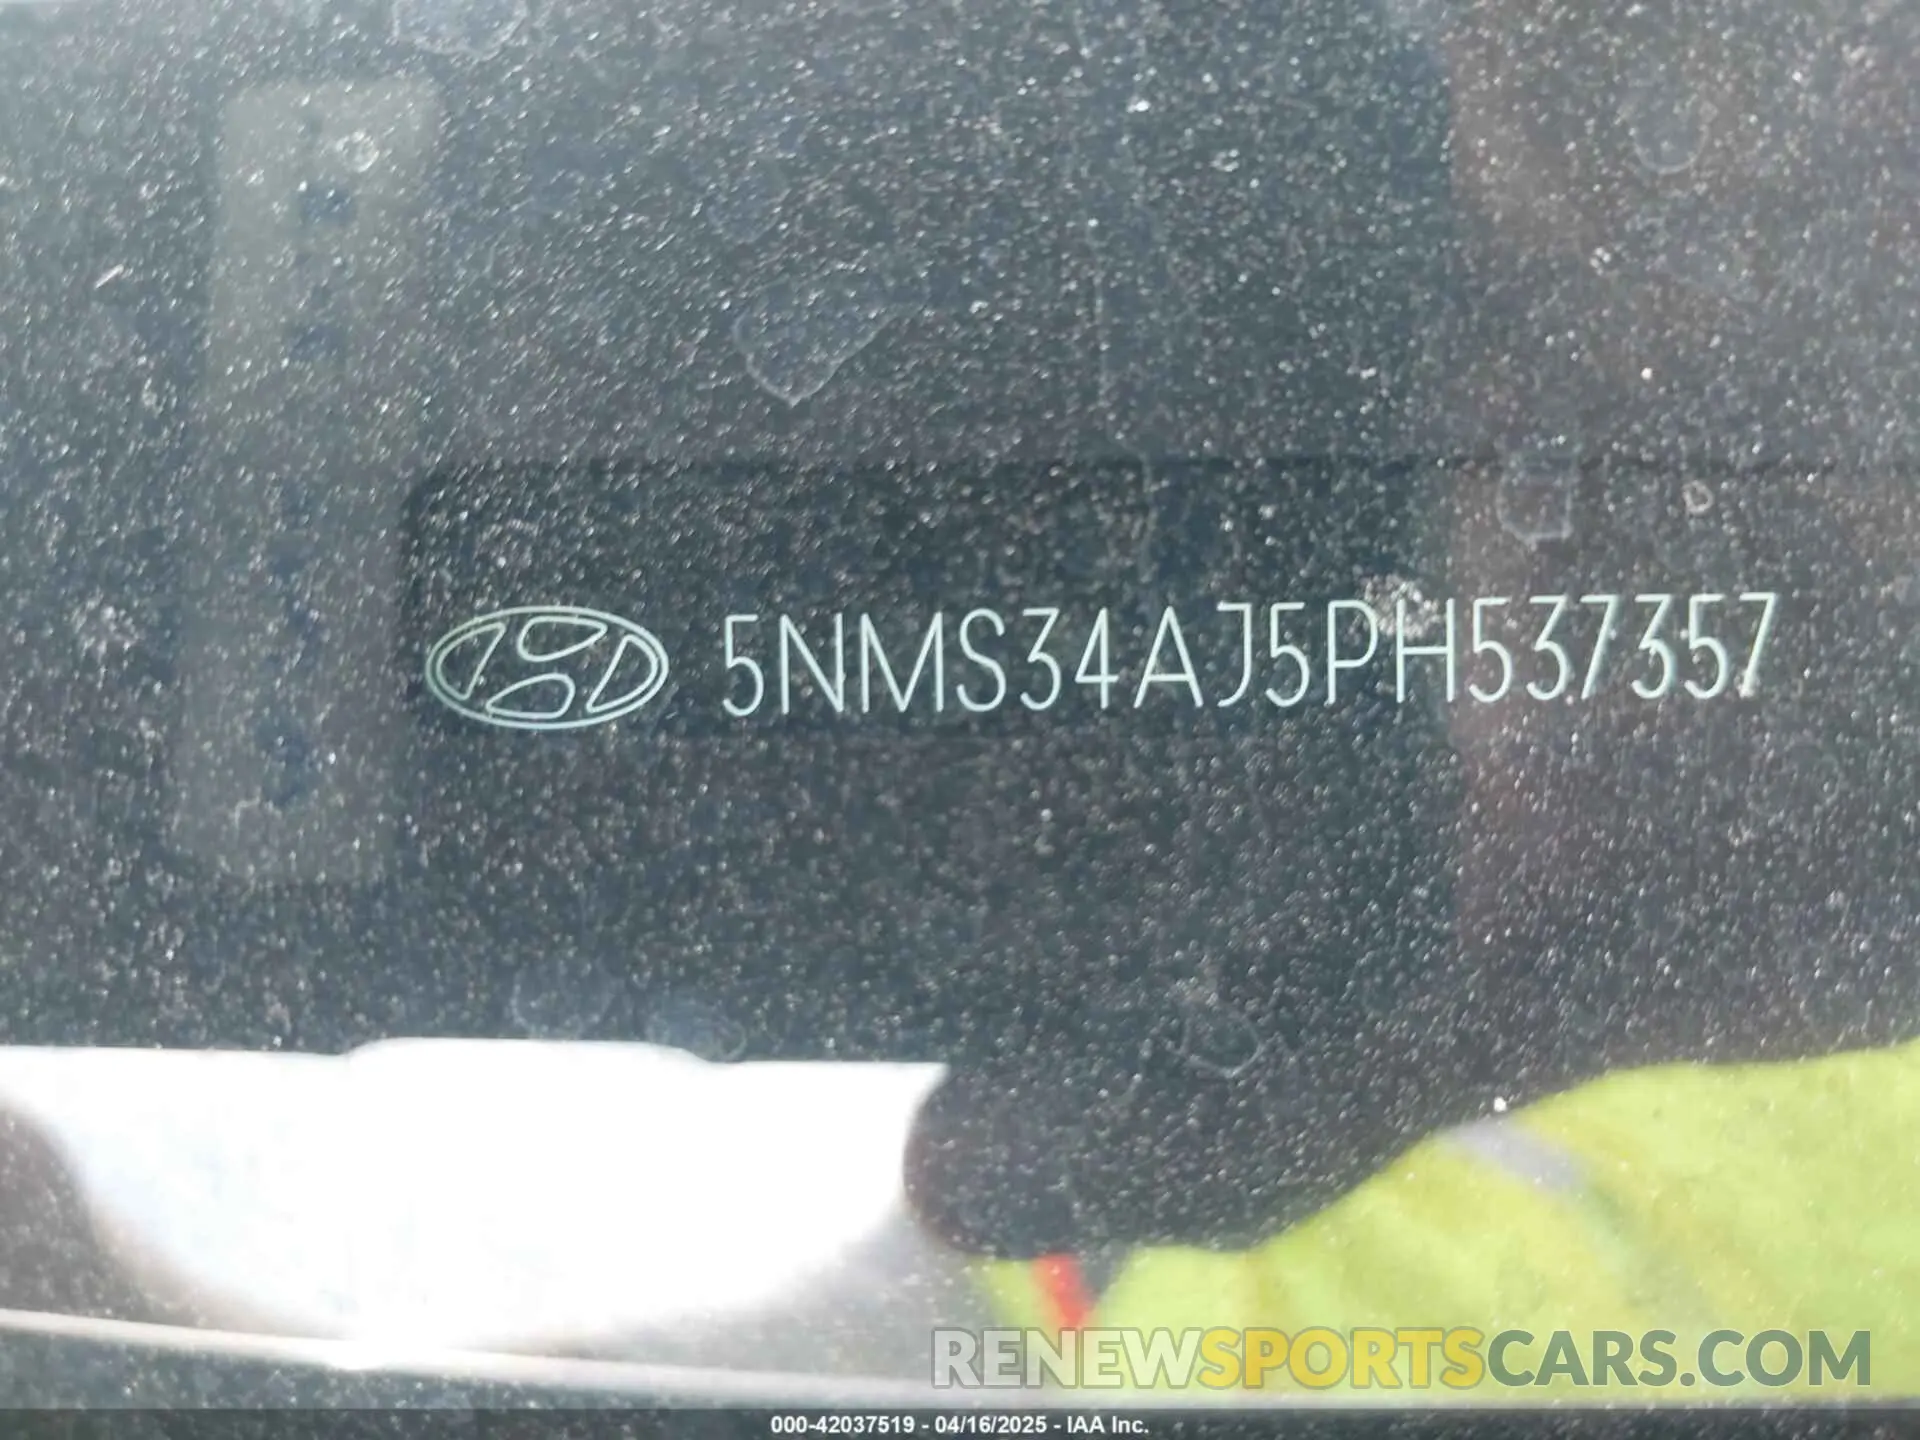 5NMS34AJ5PH537357
RENEWSPORTSCARS.COM
000-42037519 - 04/16/2025 - IAA Inc.